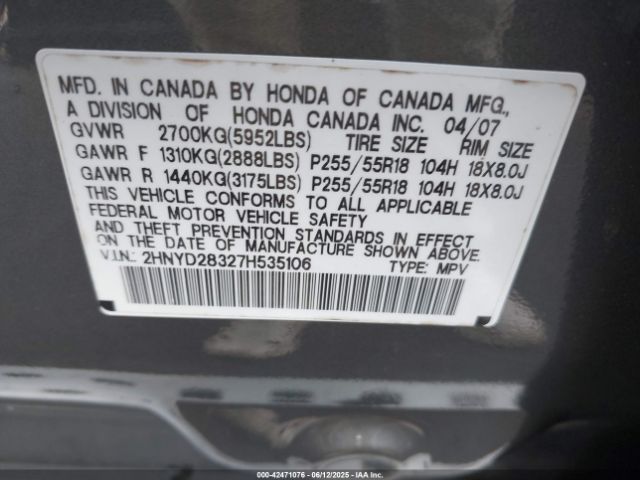 MFD. IN CANADA BY HONDA OF CANADA MFG.,
A DIVISION OF HONDA CANADA INC. 04/07
GVWR 2700KG(5952LBS) TIRE SIZE RIM SIZE
GAWR F 1310KG(2888LBS) P255/55R18 104H 18X8.0J
GAWR R 1440KG(3175LBS) P255/55R18 104H 18X8.0J
THIS VEHICLE CONFORMS TO ALL APPLICABLE
FEDERAL MOTOR VEHICLE SAFETY
AND THEFT PREVENTION STANDARDS IN EFFECT
ON THE DATE OF MANUFACTURE SHOWN ABOVE.
V.I.N.: 2HNYD28327H535106 TYPE: MPV
000-42471076 - 06/12/2025 - IAA Inc.